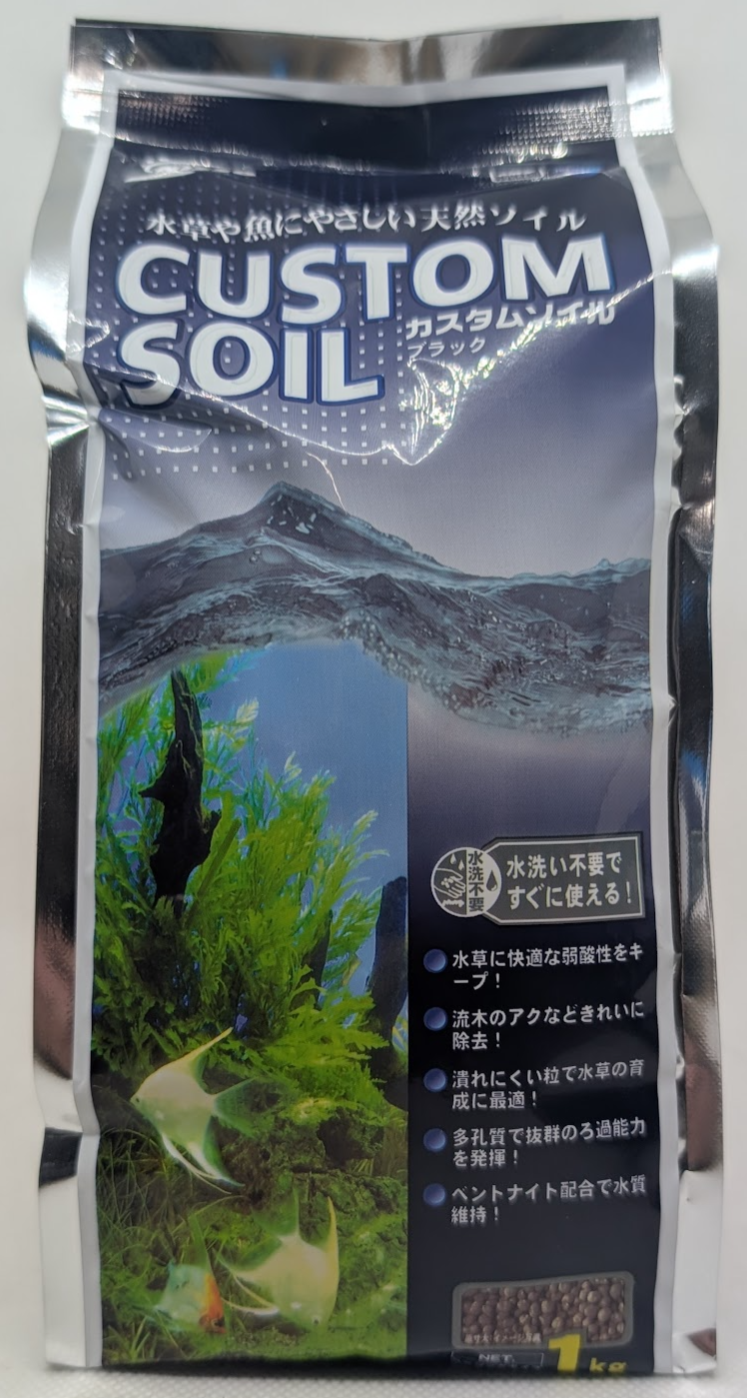 水草や魚にやさしい天然ソイル
CUSTOM
SOIL
カスタムソイル
ブラック
水洗不要
水洗い不要で
すぐに使える！
水草に快適な弱酸性をキ
ープ！
流木のアクなどきれいに
除去！
潰れにくい粒で水草の育
成に最適！
多孔質で抜群のろ過能力
を発揮！
ベントナイト配合で水質
維持！
NET.
1kg